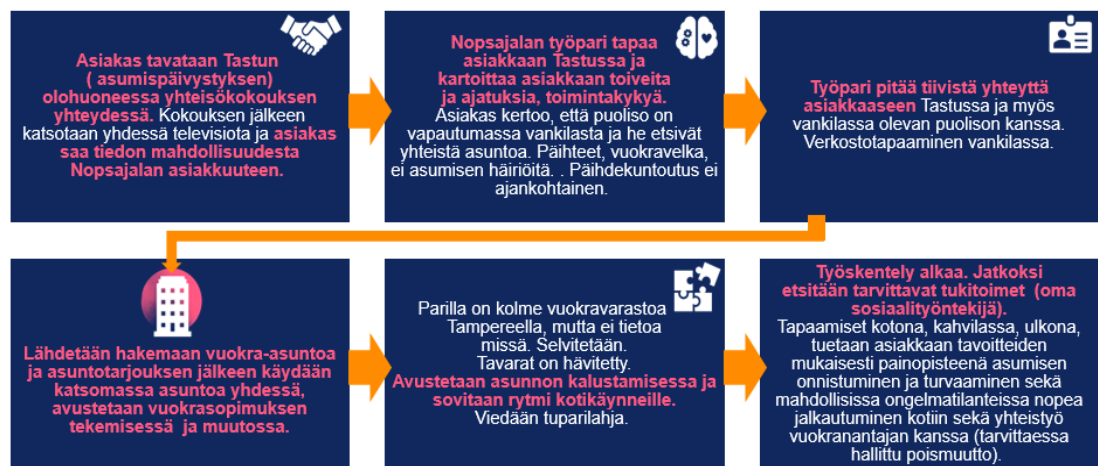 Asiakas tavataan Tastun
( asumispäivystyksen)
olohuoneessa yhteisökokouksen
yhteydessä. Kokouksen jälkeen
katsotaan yhdessä televisiota ja asiakas
saa tiedon mahdollisuudesta
Nopsajalan asiakkuuteen.
Nopsajalan työpari tapaa
asiakkaan Tastussa ja
kartoittaa asiakkaan toiveita
ja ajatuksia, toimintakykyä.
Asiakas kertoo, että puoliso on
vapautumassa vankilasta ja he etsivät
yhteistä asuntoa. Päihteet, vuokravelka,
ei asumisen häiriöitä. . Päihdekuntoutus ei
ajankohtainen.
Työpari pitää tiivistä yhteyttä
asiakkaaseen Tastussa ja myös
vankilassa olevan puolison kanssa.
Verkostotapaaminen vankilassa.
Lähdetään hakemaan vuokra-asuntoa
ja asuntotarjouksen jälkeen käydään
katsomassa asuntoa yhdessä,
avustetaan vuokrasopimuksen
tekemisessä ja muutossa.
Parilla on kolme vuokravarastoa
Tampereella, mutta ei tietoa
missä. Selvitetään.
Tavarat on hävitetty.
Avustetaan asunnon kalustamisessa ja
sovitaan rytmi kotikäynneille.
Viedään tuparilahja.
Työskentely alkaa. Jatkoksi
etsitään tarvittavat tukitoimet (oma
sosiaalityöntekijä).
Tapaamiset kotona, kahvilassa, ulkona,
tuetaan asiakkaan tavoitteiden
mukaisesti painopisteenä asumisen
onnistuminen ja turvaaminen sekä
mahdollisissa ongelmatilanteissa nopea
jalkautuminen kotiin sekä yhteistyö
vuokranantajan kanssa (tarvittaessa
hallittu poismuutto).